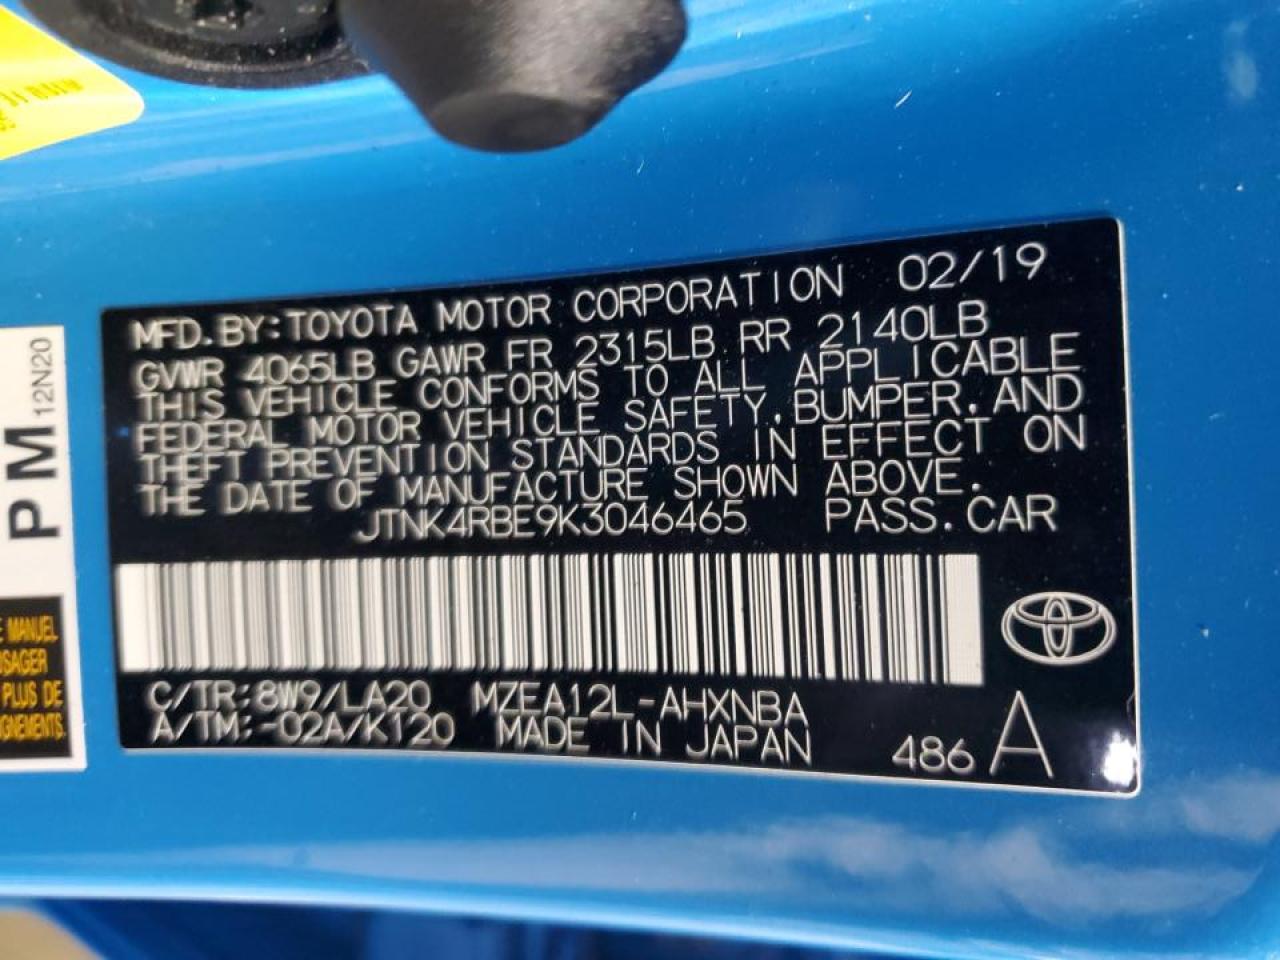 MFD.BY:TOYOTA MOTOR CORPORATION 02/19
GVWR 4065LB GAWR FR 2315LB RR 2140LB
THIS VEHICLE CONFORMS TO ALL APPLICABLE
FEDERAL MOTOR VEHICLE SAFETY,BUMPER,AND
THEFT PREVENTION STANDARDS IN EFFECT ON
THE DATE OF MANUFACTURE SHOWN ABOVE.
JTNK4RBE9K3046465 PASS.CAR
C/TR:8W9/LA20 MZEA12L-AHXNBA
A/TM:-02A/K120 MADE IN JAPAN
486 A
PM
12N20
MANUEL
PLUS DE